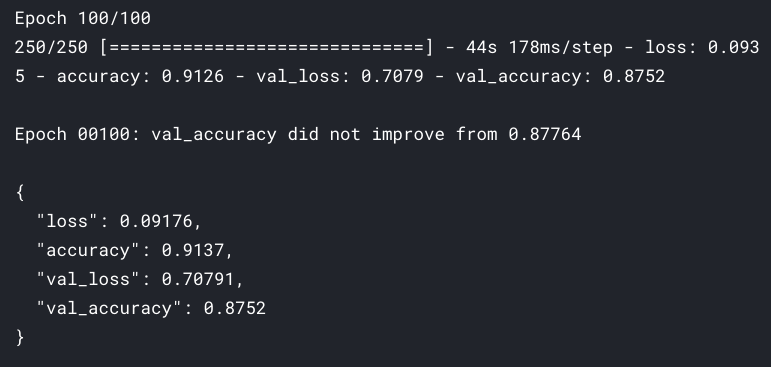 Epoch 100/100
250/250 [==============================] - 44s 178ms/step - loss: 0.093
5 - accuracy: 0.9126 - val_loss: 0.7079 - val_accuracy: 0.8752
Epoch 00100: val_accuracy did not improve from 0.87764
{
  "loss": 0.09176,
  "accuracy": 0.9137,
  "val_loss": 0.70791,
  "val_accuracy": 0.8752
}